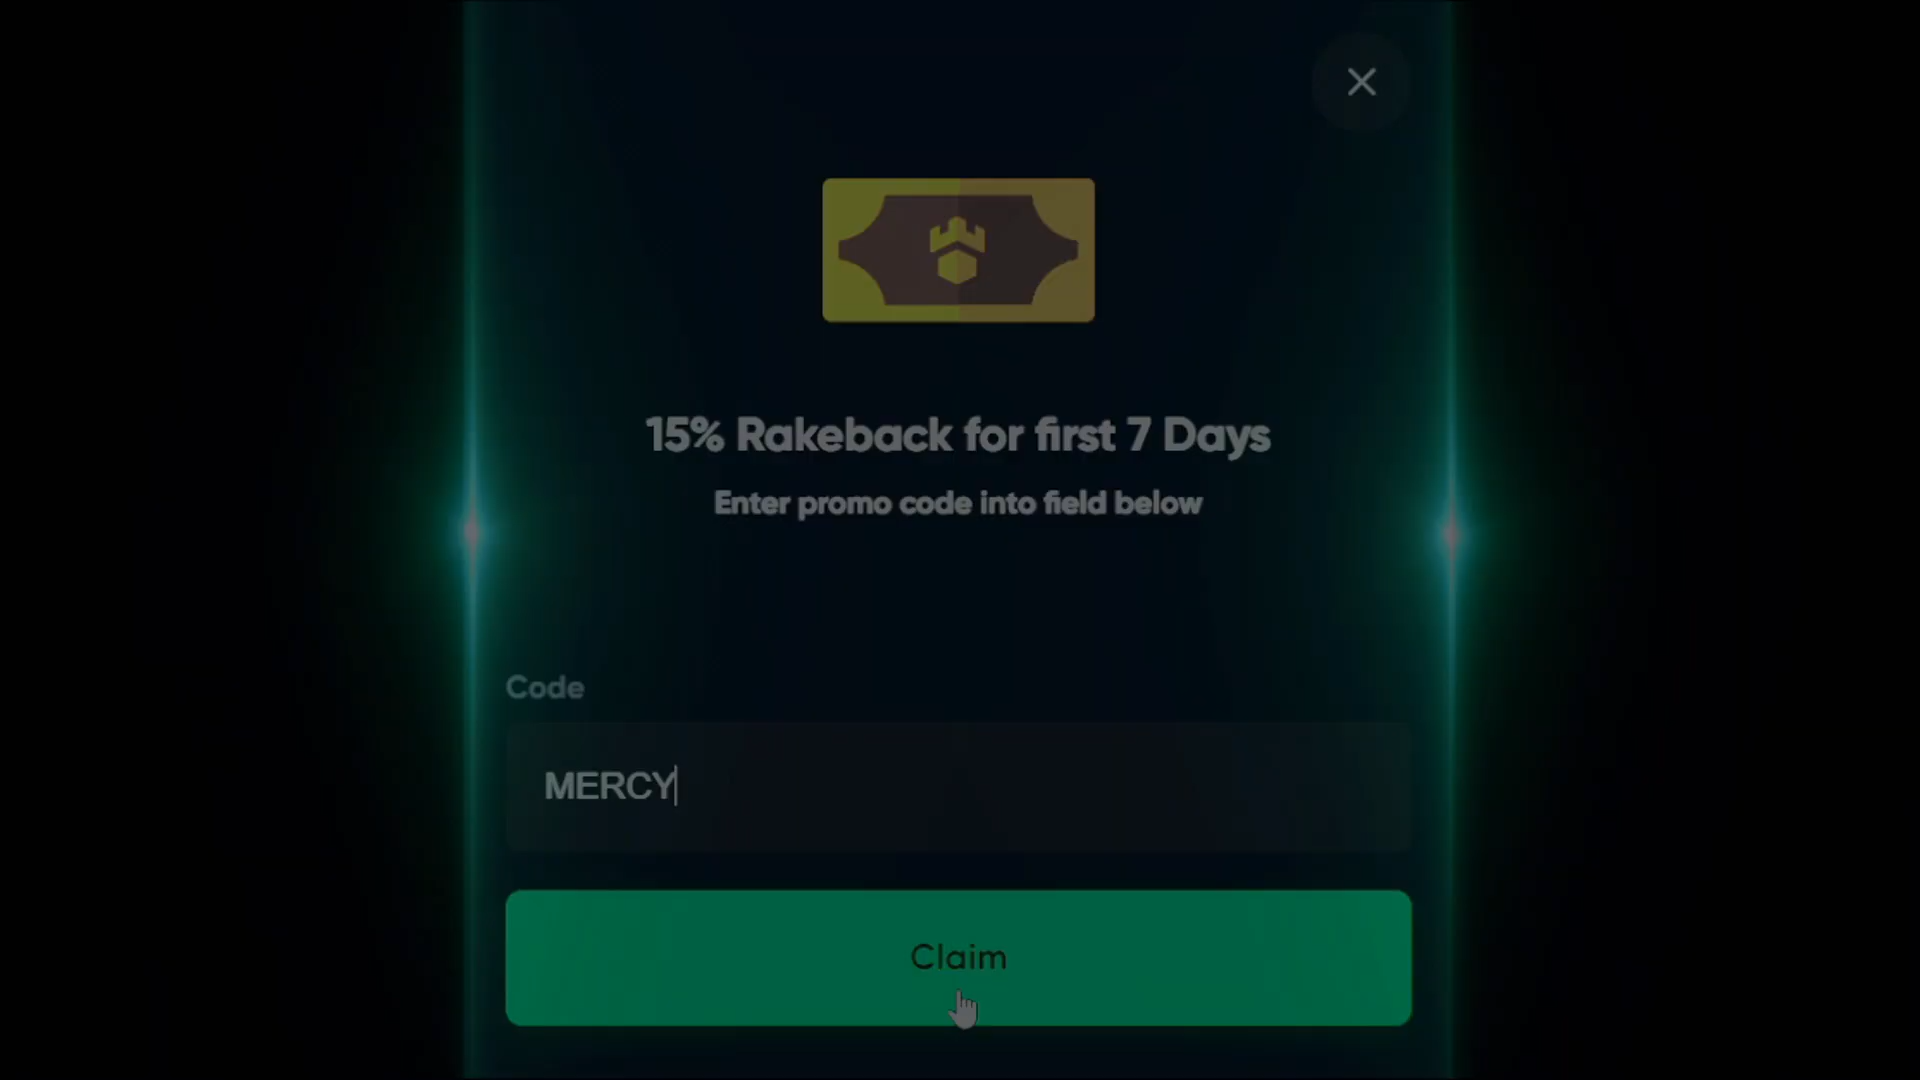 15% Rakeback for first 7 Days
Enter promo code into field below
Code
MERCY
Claim